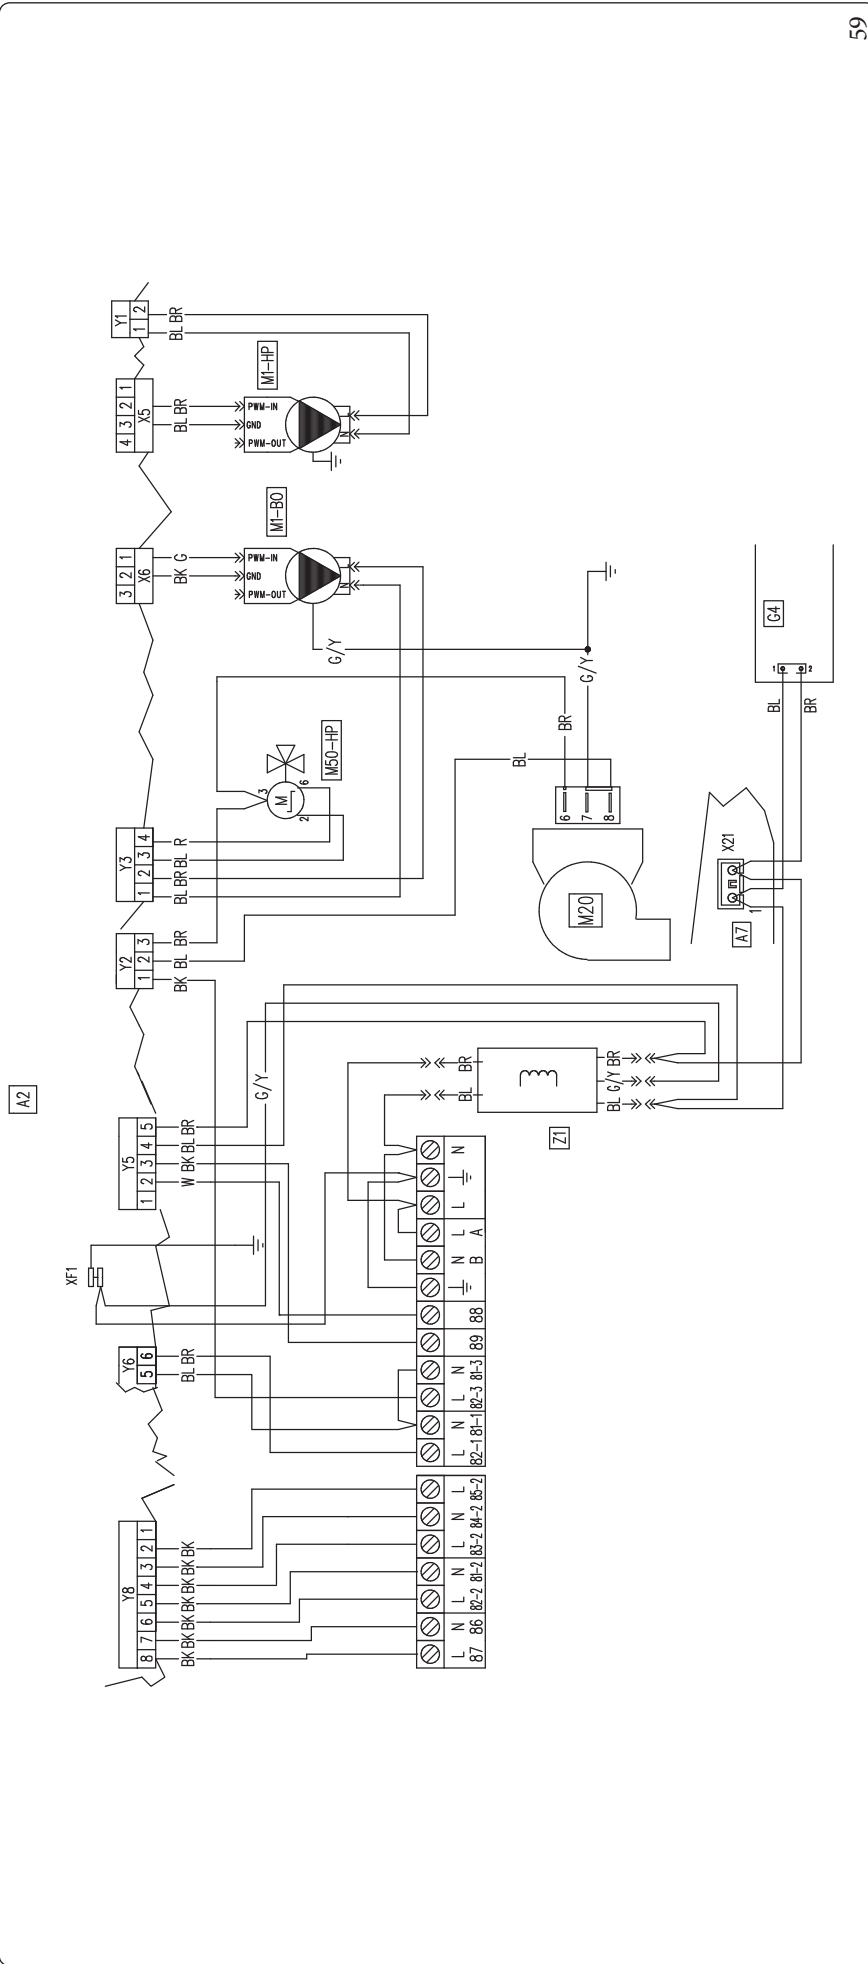 A2
XF1
Y8
8 7 6 5 4 3 2 1
BK BK BK BK BK BK BK
Y6
5 6
BL BR
Y5
1 2 3 4 5
W BK BL BR
Y2
1 2 3
BK BL BR
Y3
1 2 3 4
BL BR BL R
3 2 1
X6
BK G
4 3 2 1
X5
BL BR
Y1
1 2
BL BR
G/Y
M
3
2 6
M50-HP
PWM-OUT GND PWM-IN
N L
M1-BO
PWM-OUT GND PWM-IN
N L
M1-HP
G/Y
L N L N L N L
87 86 82-2 81-2 83-2 84-2 85-2
L N L N
82-1 81-1 82-3 81-3 89 88
N L L N
B A
BL BR
Z1
BL G/Y BR
BL
BR
G/Y
6
7
8
M20
A7
X21
1
BL
BR
G4
1
2
59